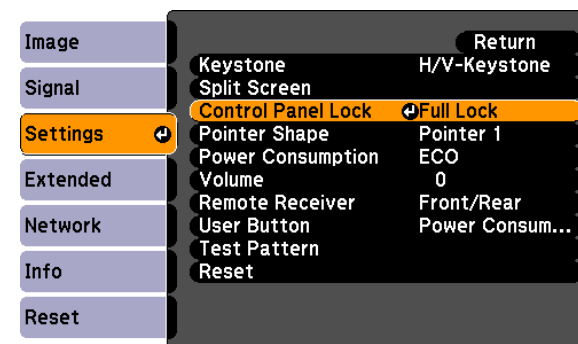 Image
Signal
Settings
Extended
Network
Info
Reset
Return
Keystone H/V-Keystone
Split Screen
Control Panel Lock Full Lock
Pointer Shape Pointer 1
Power Consumption ECO
Volume 0
Remote Receiver Front/Rear
User Button Power Consum...
Test Pattern
Reset